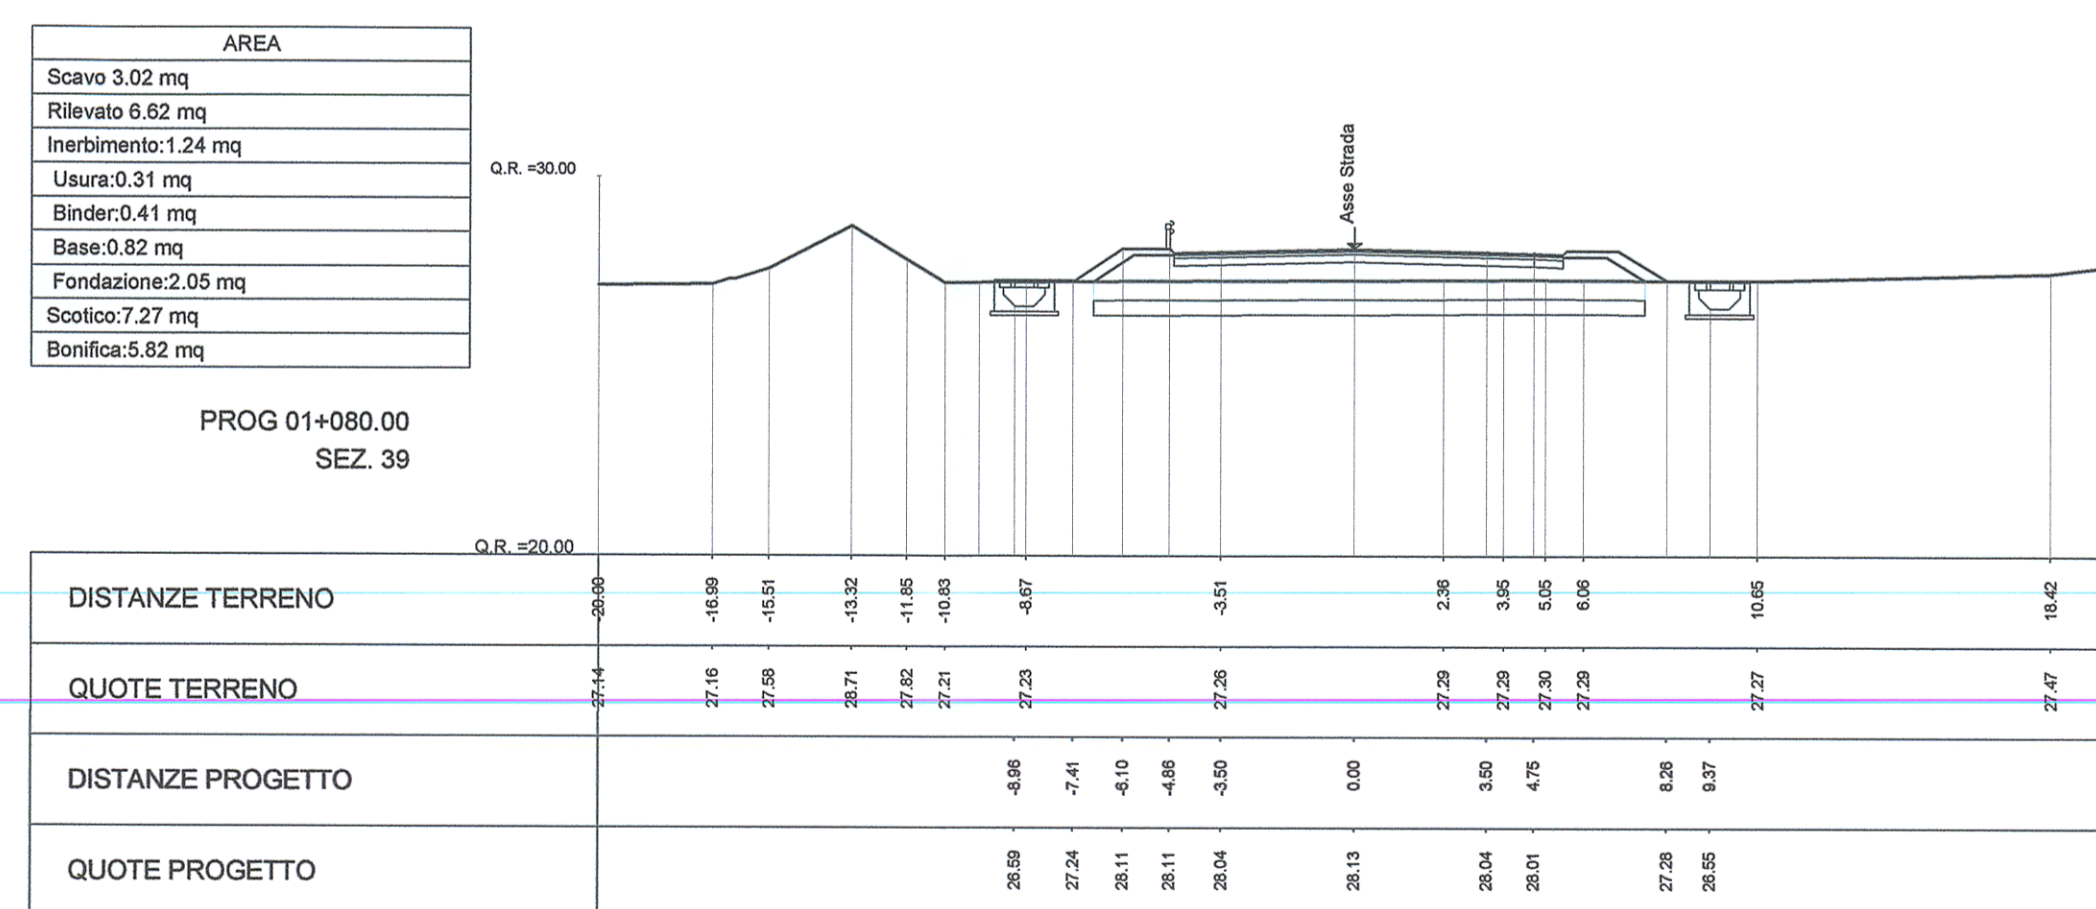 AREA
Scavo 3.02 mq
Rilevato 6.62 mq
Inerbimento:1.24 mq
Usura:0.31 mq
Binder:0.41 mq
Base:0.82 mq
Fondazione:2.05 mq
Scotico:7.27 mq
Bonifica:5.82 mq
PROG 01+080.00
SEZ. 39
Q.R. =30.00
Asse Strada
Q.R. =20.00
DISTANZE TERRENO -20.00 -16.99 -15.51 -13.32 -11.85 -10.83 -8.67 -3.51 2.36 3.95 5.05 6.06 10.65 18.42
QUOTE TERRENO 27.14 27.16 27.58 28.71 27.82 27.21 27.23 27.26 27.29 27.29 27.30 27.29 27.27 27.47
DISTANZE PROGETTO -8.96 -7.41 -6.10 -4.86 -3.50 0.00 3.50 4.75 8.26 9.37
QUOTE PROGETTO 26.59 27.24 28.11 28.11 28.04 28.13 28.04 28.01 27.28 26.55